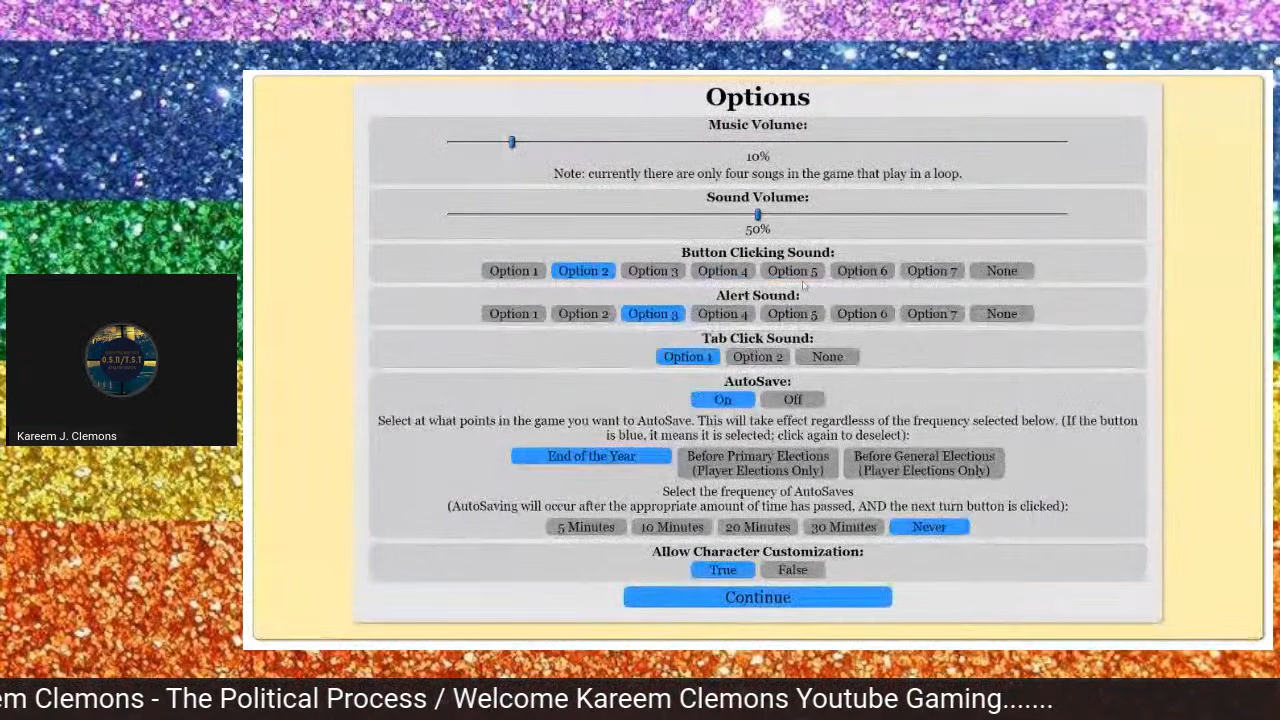 Options
Music Volume:
10%
Note: currently there are only four songs in the game that play in a loop.
Sound Volume:
50%
Button Clicking Sound:
Option 1 Option 2 Option 3 Option 4 Option 5 Option 6 Option 7 None
Alert Sound:
Option 1 Option 2 Option 3 Option 4 Option 5 Option 6 Option 7 None
Tab Click Sound:
Option 1 Option 2 None
AutoSave:
On Off
Select at what points in the game you want to AutoSave. This will take effect regardlesss of the frequency selected below. (If the button
is blue, it means it is selected; click again to deselect):
End of the Year Before Primary Elections Before General Elections
(Player Elections Only) (Player Elections Only)
Select the frequency of AutoSaves
(AutoSaving will occur after the appropriate amount of time has passed, AND the next turn button is clicked):
5 Minutes 10 Minutes 20 Minutes 30 Minutes Never
Allow Character Customization:
True False
Continue
O.S.B/T.S.T
Kareem J. Clemons
em Clemons - The Political Process / Welcome Kareem Clemons Youtube Gaming.......